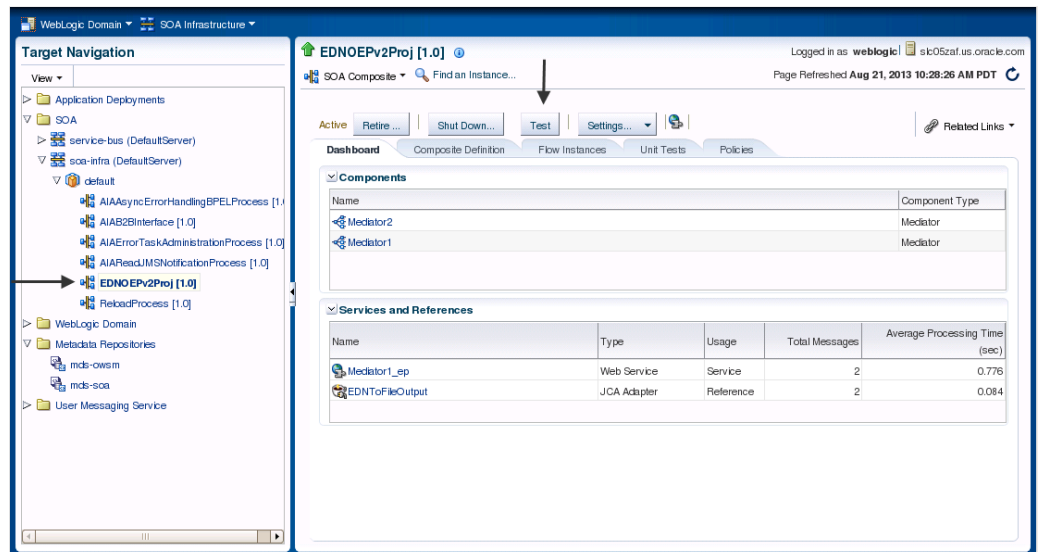 WebLogic Domain SOA Infrastructure
Target Navigation
View
Application Deployments
SOA
service-bus (DefaultServer)
soa-infra (DefaultServer)
default
AIAAsyncErrorHandlingBPELProcess [1.
AIAB2BInterface [1.0]
AIAErrorTaskAdministrationProcess [1.0]
AIAReadJMSNotificationProcess [1.0]
EDNOEPv2Proj [1.0]
ReloadProcess [1.0]
WebLogic Domain
Metadata Repositories
mds-owsm
mds-soa
User Messaging Service
EDNOEPv2Proj [1.0]
Logged in as weblogic slc05zaf.us.oracle.com
SOA Composite Find an Instance...
Page Refreshed Aug 21, 2013 10:28:26 AM PDT
Active Retire ... Shut Down... Test Settings... Related Links
Dashboard Composite Definition Flow Instances Unit Tests Policies
Components
Name Component Type
Mediator2 Mediator
Mediator1 Mediator
Services and References
Name Type Usage Total Messages Average Processing Time (sec)
Mediator1_ep Web Service Service 2 0.776
EDNToFileOutput JCA Adapter Reference 2 0.084